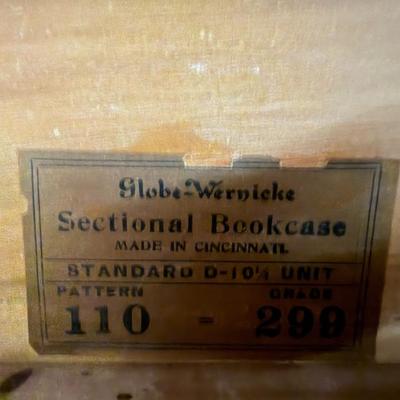 Globe-Wernicke
Sectional Bookcase
MADE IN CINCINNATI.
STANDARD D-10¼ UNIT
PATTERN GRADE
110 - 299